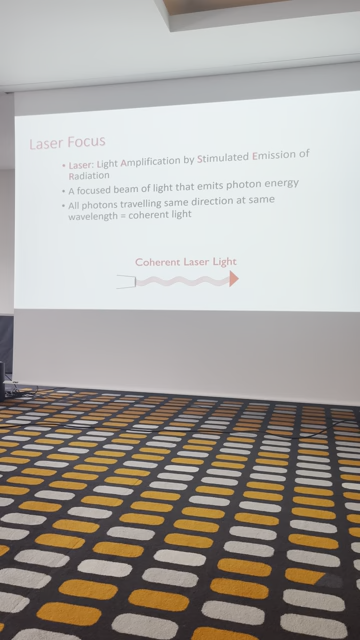 Laser Focus
• Laser: Light Amplification by Stimulated Emission of
Radiation
• A focused beam of light that emits photon energy
• All photons travelling same direction at same
wavelength = coherent light
Coherent Laser Light